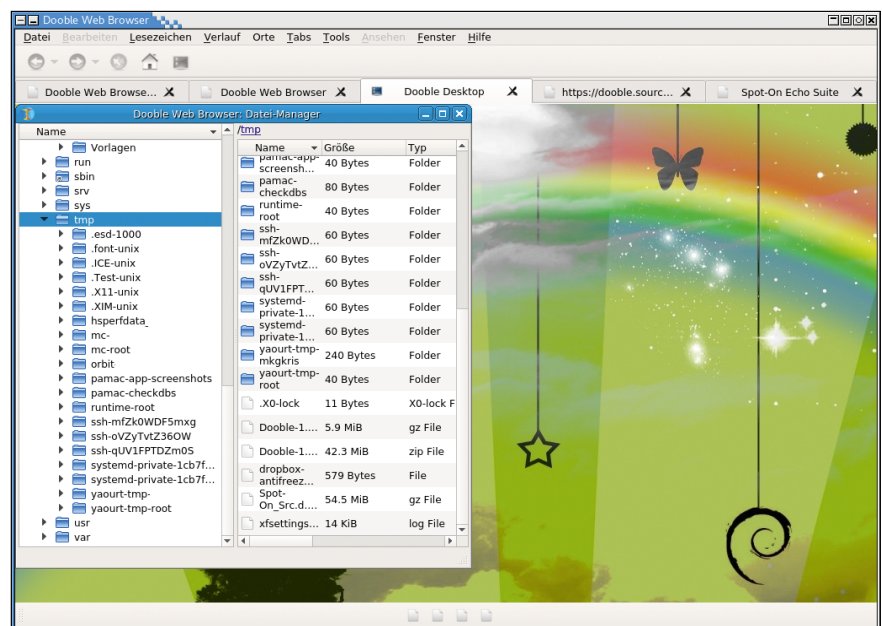 Dooble Web Browser
Datei Bearbeiten Lesezeichen Verlauf Orte Tabs Tools Ansehen Fenster Hilfe
Dooble Web Browse... Dooble Web Browser Dooble Desktop https://dooble.sourc... Spot-On Echo Suite
Dooble Web Browser: Datei-Manager
Name
Vorlagen
run
sbin
srv
sys
tmp
.esd-1000
.font-unix
.ICE-unix
.Test-unix
.X11-unix
.XIM-unix
hsperfdata_
mc-
mc-root
orbit
pamac-app-screenshots
pamac-checkdbs
runtime-root
ssh-mfZk0WDF5mxg
ssh-oVZyTvtZ36OW
ssh-qUV1FPTDZm0S
systemd-private-1cb7f...
systemd-private-1cb7f...
yaourt-tmp-
yaourt-tmp-root
usr
var
/tmp
Name Größe Typ
pamac-app-
screensh... 40 Bytes Folder
pamac-
checkdbs 80 Bytes Folder
runtime-
root 40 Bytes Folder
ssh-
mfZk0WD... 60 Bytes Folder
ssh-
oVZyTvtZ... 60 Bytes Folder
ssh-
qUV1FPT... 60 Bytes Folder
systemd-
private-1... 60 Bytes Folder
systemd-
private-1... 60 Bytes Folder
yaourt-tmp-
mkgkris 240 Bytes Folder
yaourt-tmp-
root 40 Bytes Folder
.X0-lock 11 Bytes X0-lock F
Dooble-1.... 5.9 MiB gz File
Dooble-1.... 42.3 MiB zip File
dropbox-
antifreez... 579 Bytes File
Spot-
On_Src.d.... 54.5 MiB gz File
xfsettings... 14 KiB log File